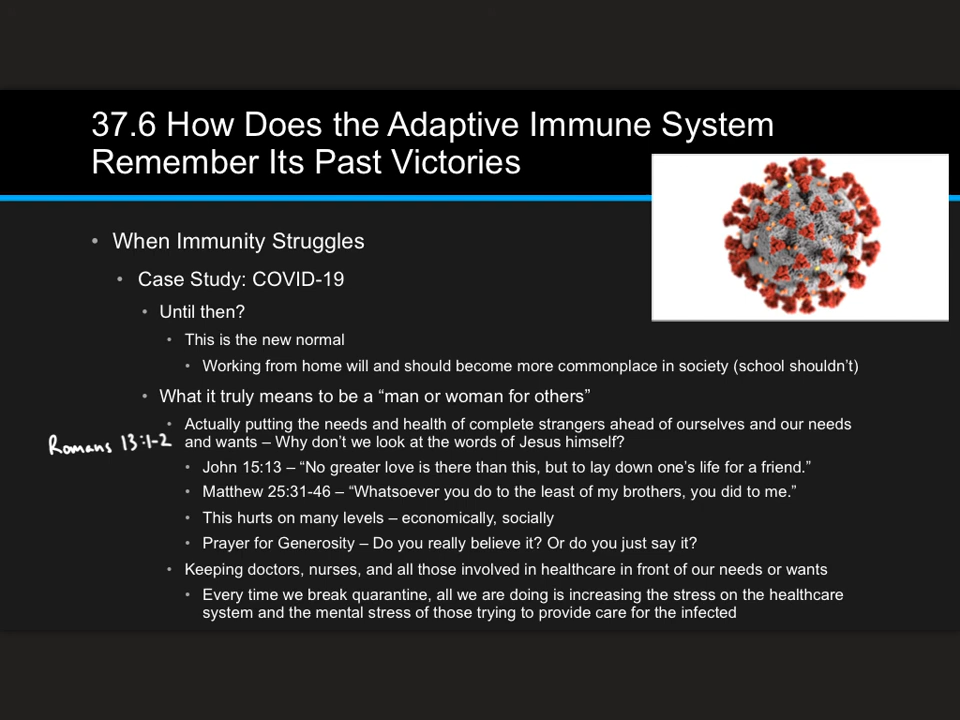 37.6 How Does the Adaptive Immune System
Remember Its Past Victories
• When Immunity Struggles
• Case Study: COVID-19
• Until then?
• This is the new normal
• Working from home will and should become more commonplace in society (school shouldn’t)
• What it truly means to be a “man or woman for others”
• Actually putting the needs and health of complete strangers ahead of ourselves and our needs
Romans 13:1-2
and wants – Why don’t we look at the words of Jesus himself?
• John 15:13 – “No greater love is there than this, but to lay down one’s life for a friend.”
• Matthew 25:31-46 – “Whatsoever you do to the least of my brothers, you did to me.”
• This hurts on many levels – economically, socially
• Prayer for Generosity – Do you really believe it? Or do you just say it?
• Keeping doctors, nurses, and all those involved in healthcare in front of our needs or wants
• Every time we break quarantine, all we are doing is increasing the stress on the healthcare
system and the mental stress of those trying to provide care for the infected